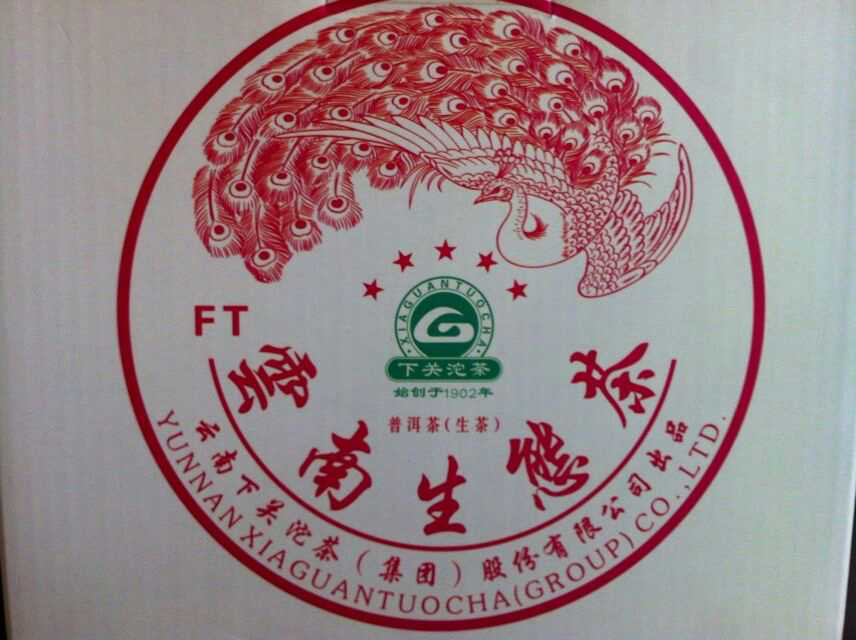 FT
XIAGUANTUOCHA
下关沱茶
始创于1902年
普洱茶(生茶)
雲南生態茶
云南下关沱茶(集团)股份有限公司出品
YUNNAN XIAGUANTUOCHA(GROUP)CO.,LTD.